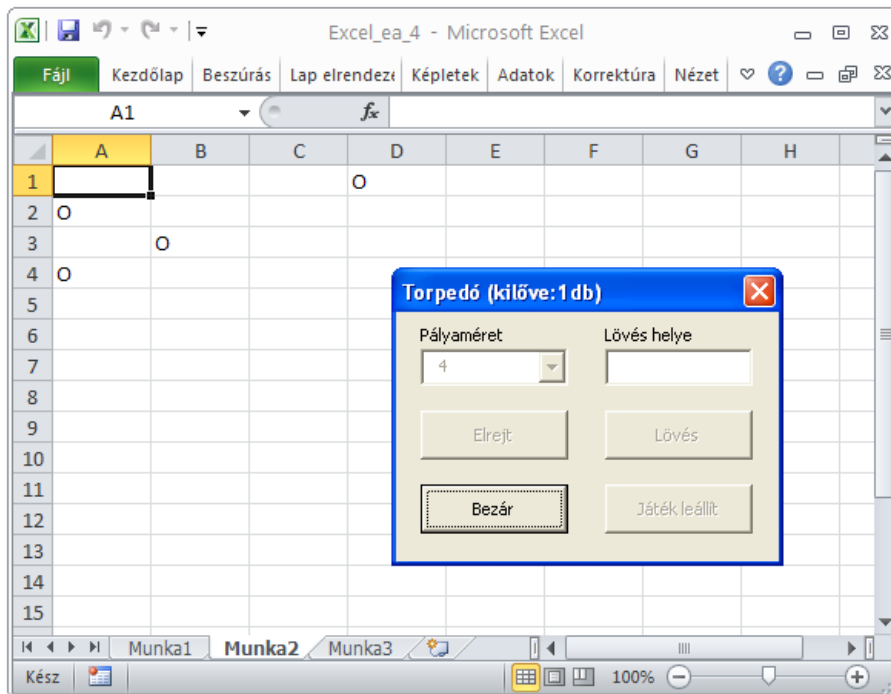 Excel_ea_4 - Microsoft Excel
Fájl Kezdőlap Beszúrás Lap elrendezé Képletek Adatok Korrektúra Nézet
A1 fx
A B C D E F G H
1 O
2 O
3 B O
4 O
5
6
7
8
9
10
11
12
13
14
15
Torpedó (kilőve:1db)
Pályaméret Lövés helye
4
Elrejt Lövés
Bezár Játék leállít
Munka1 Munka2 Munka3
Kész 100%